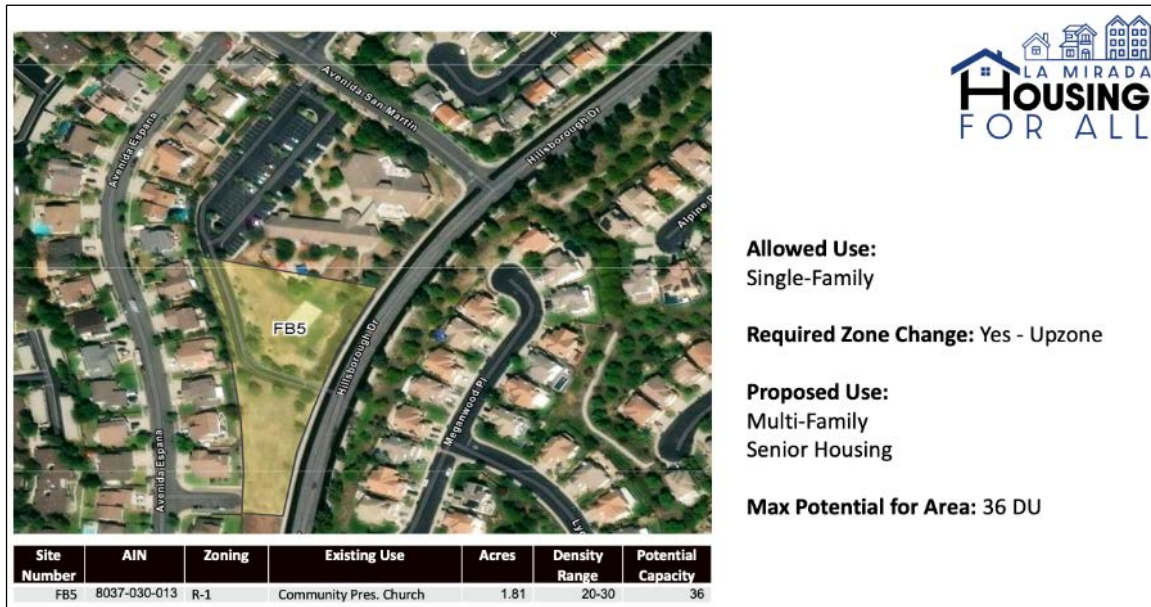 LA MIRADA
HOUSING
FOR ALL
Avenida San Martin
Hillsborough Dr
Avenida Espana
FB5
Hillsborough Dr
Meganwood Pl
Avenida Espana
Allowed Use:
Single-Family
Required Zone Change: Yes - Upzone
Proposed Use:
Multi-Family
Senior Housing
Max Potential for Area: 36 DU
Site Number AIN Zoning Existing Use Acres Density Range Potential Capacity
FB5 8037-030-013 R-1 Community Pres. Church 1.81 20-30 36